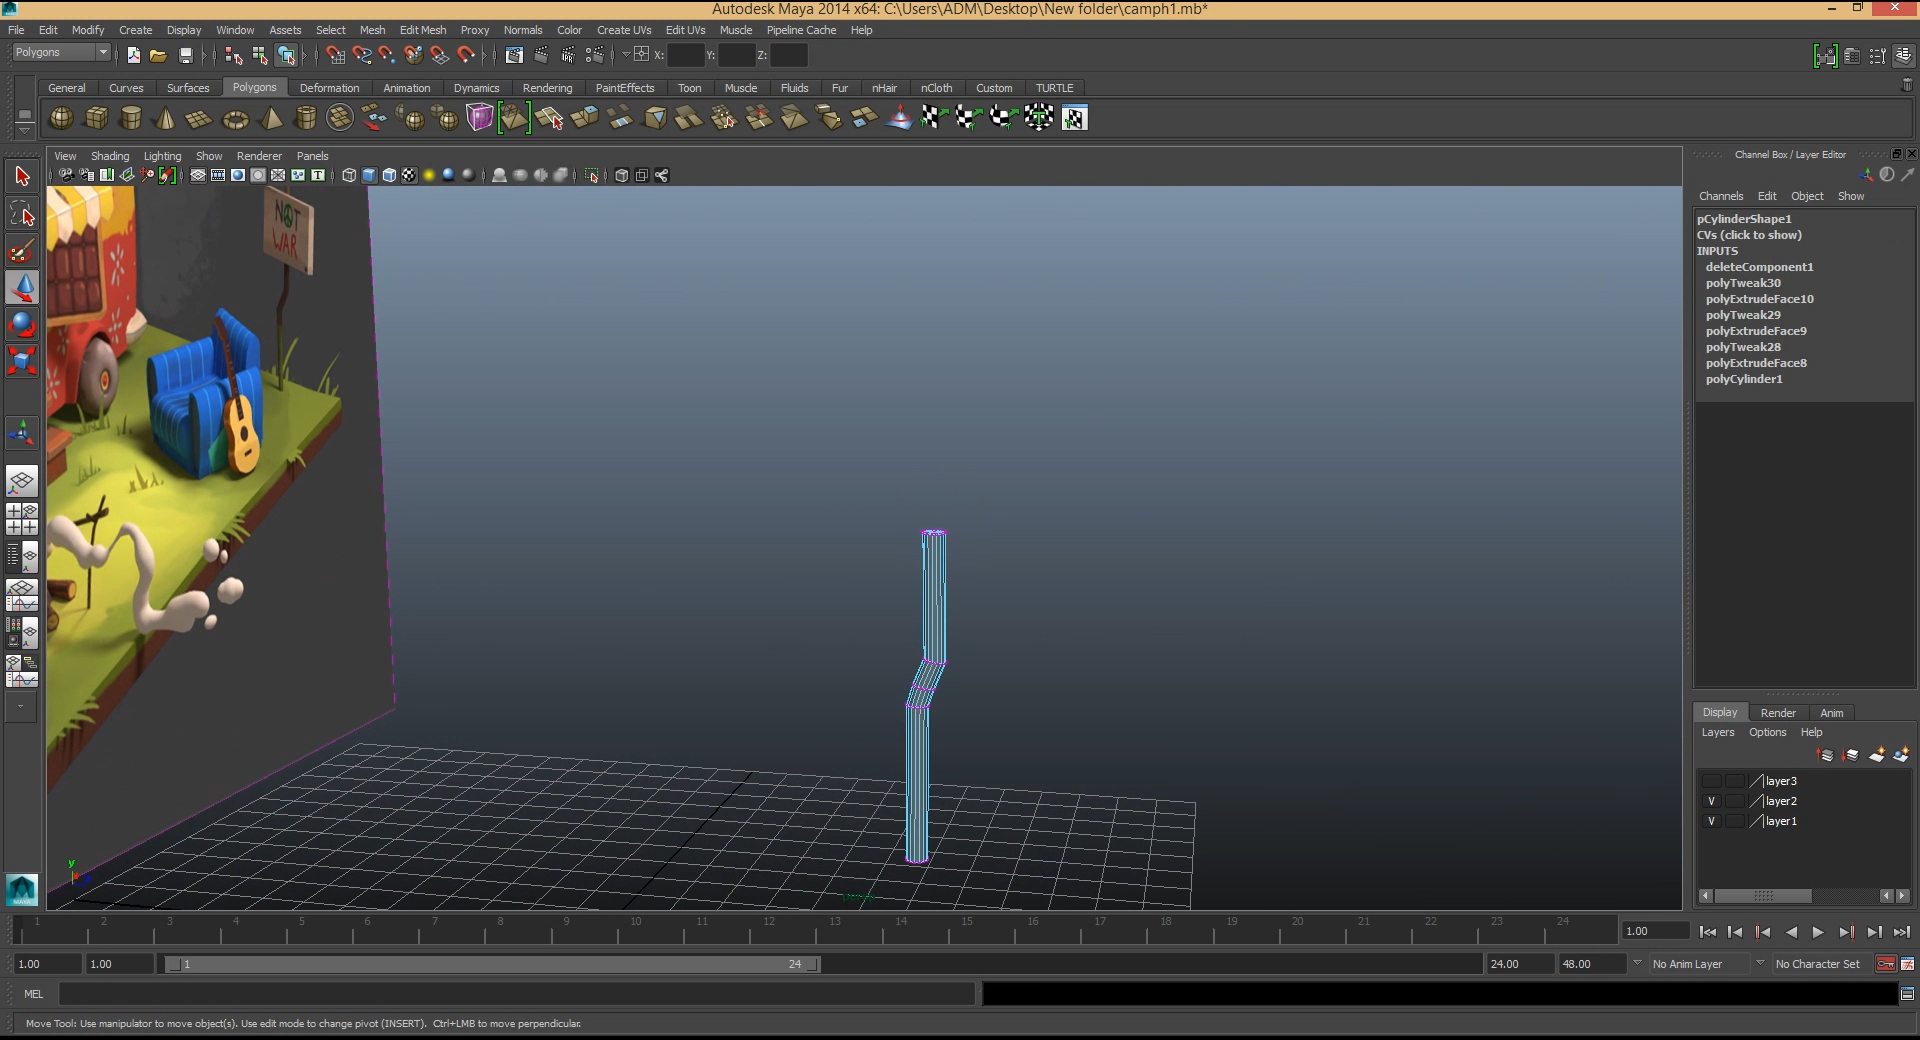 Autodesk Maya 2014 x64: C:\Users\ADM\Desktop\New folder\camph1.mb*
File Edit Modify Create Display Window Assets Select Mesh Edit Mesh Proxy Normals Color Create UVs Edit UVs Muscle Pipeline Cache Help
Polygons X: Y: Z:
General Curves Surfaces Polygons Deformation Animation Dynamics Rendering PaintEffects Toon Muscle Fluids Fur nHair nCloth Custom TURTLE
View Shading Lighting Show Renderer Panels
Channel Box / Layer Editor
Channels Edit Object Show
pCylinderShape1
CVs (click to show)
INPUTS
deleteComponent1
polyTweak30
polyExtrudeFace10
polyTweak29
polyExtrudeFace9
polyTweak28
polyExtrudeFace8
polyCylinder1
NOT
WAR
Display Render Anim
Layers Options Help
layer3
V layer2
V layer1
y
persp
1 2 3 4 5 6 7 8 9 10 11 12 13 14 15 16 17 18 19 20 21 22 23 24
1.00
1.00 1.00 1 24 24.00 48.00 No Anim Layer No Character Set
MEL
Move Tool: Use manipulator to move object(s). Use edit mode to change pivot (INSERT). Ctrl+LMB to move perpendicular.